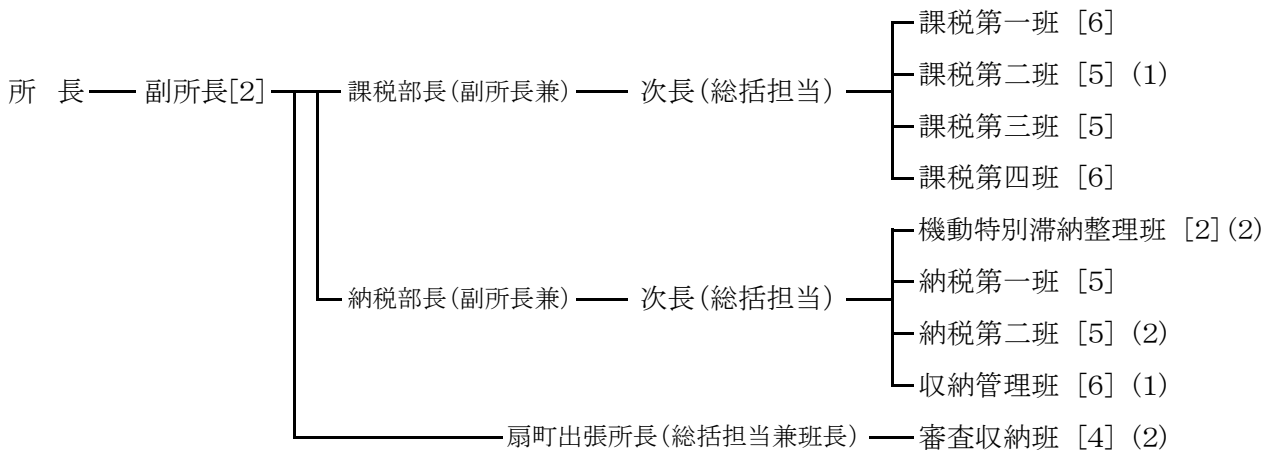 課税第一班 [6]
所 長 副所長[2] 課税部長(副所長兼) 次長(総括担当) 課税第二班 [5] (1)
課税第三班 [5]
課税第四班 [6]
機動特別滞納整理班 [2] (2)
納税第一班 [5]
納税部長(副所長兼) 次長(総括担当)
納税第二班 [5] (2)
収納管理班 [6] (1)
扇町出張所長(総括担当兼班長) 審査収納班 [4] (2)